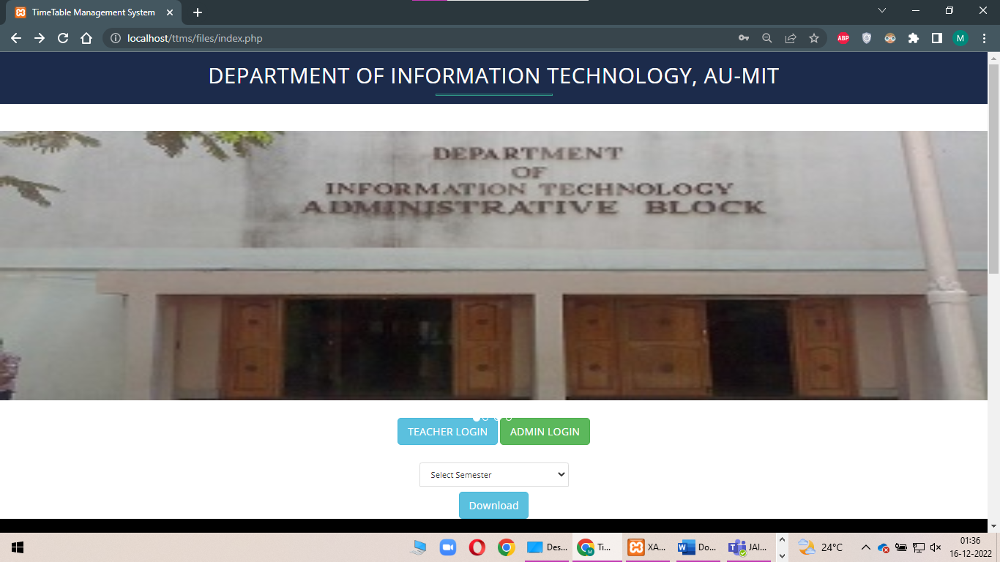 TimeTable Management System
localhost/ttms/files/index.php
ABP
M
DEPARTMENT OF INFORMATION TECHNOLOGY, AU-MIT
DEPARTMENT
OF
INFORMATION TECHNOLOGY
ADMINISTRATIVE BLOCK
TEACHER LOGIN
ADMIN LOGIN
Select Semester
Download
Des...
Ti...
XA...
Do...
JAI...
24°C
01:36
16-12-2022